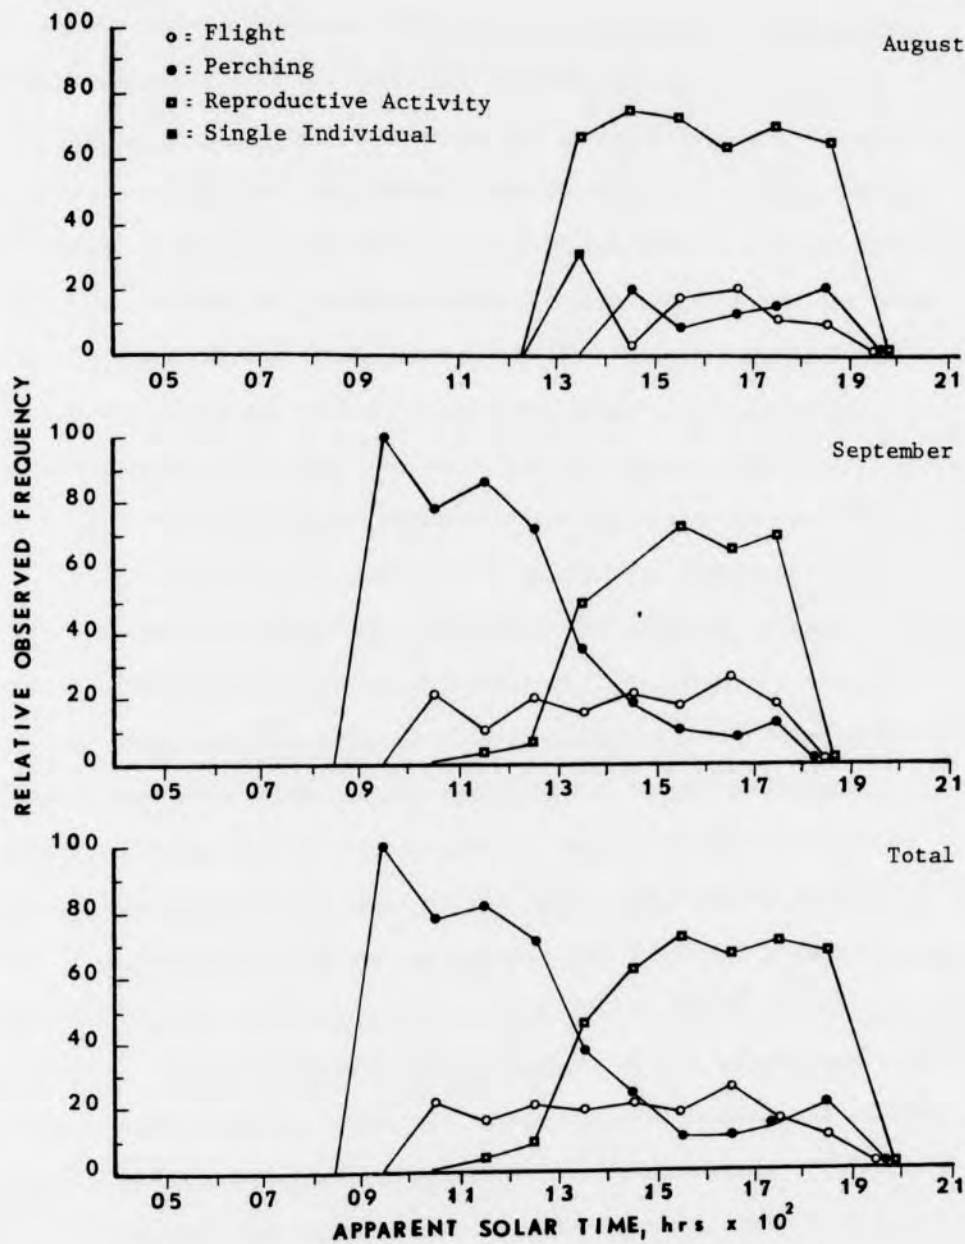 100
80
60
40
20
0
○ = Flight
● = Perching
◘ = Reproductive Activity
■ = Single Individual
August
05 07 09 11 13 15 17 19 21
RELATIVE OBSERVED FREQUENCY
100
80
60
40
20
0
September
05 07 09 11 13 15 17 19 21
100
80
60
40
20
0
Total
05 07 09 11 13 15 17 19 21
APPARENT SOLAR TIME, hrs x 10²